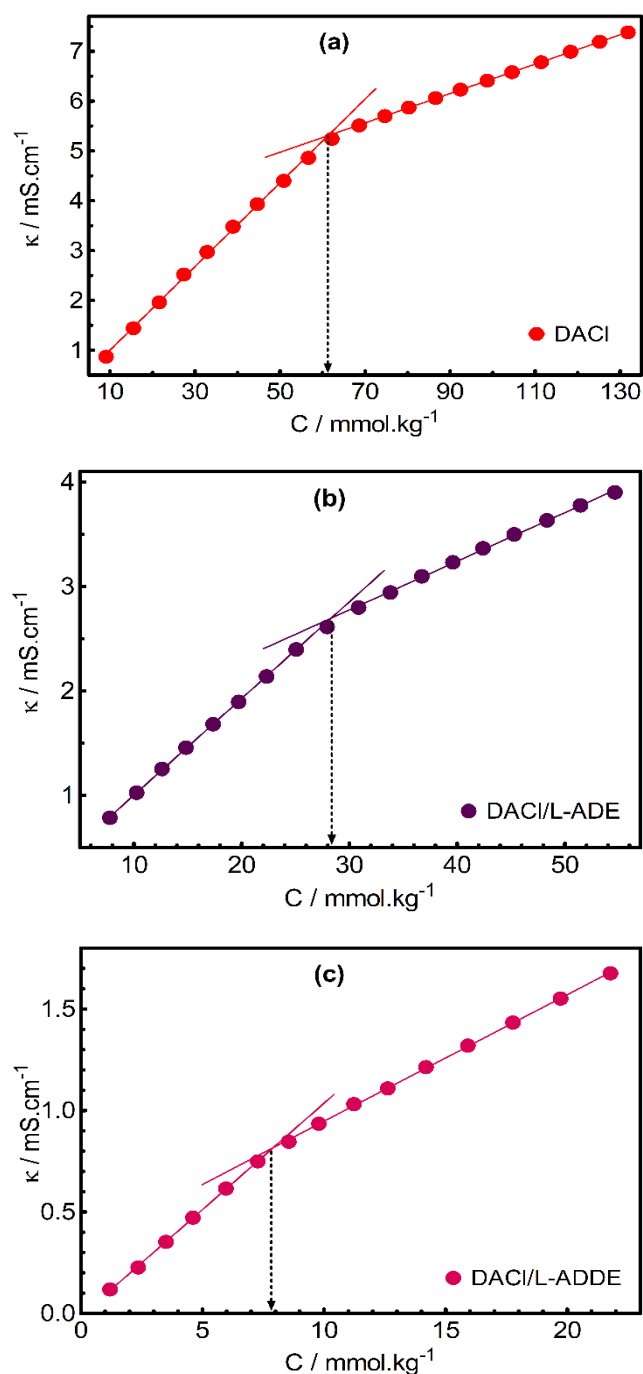 (a)
7
6
5
4
3
2
1
κ / mS.cm⁻¹
DACl
10 30 50 70 90 110 130
C / mmol.kg⁻¹
(b)
4
3
2
1
κ / mS.cm⁻¹
DACl/L-ADE
10 20 30 40 50
C / mmol.kg⁻¹
(c)
1.5
1.0
0.5
0.0
κ / mS.cm⁻¹
DACl/L-ADDE
0 5 10 15 20
C / mmol.kg⁻¹